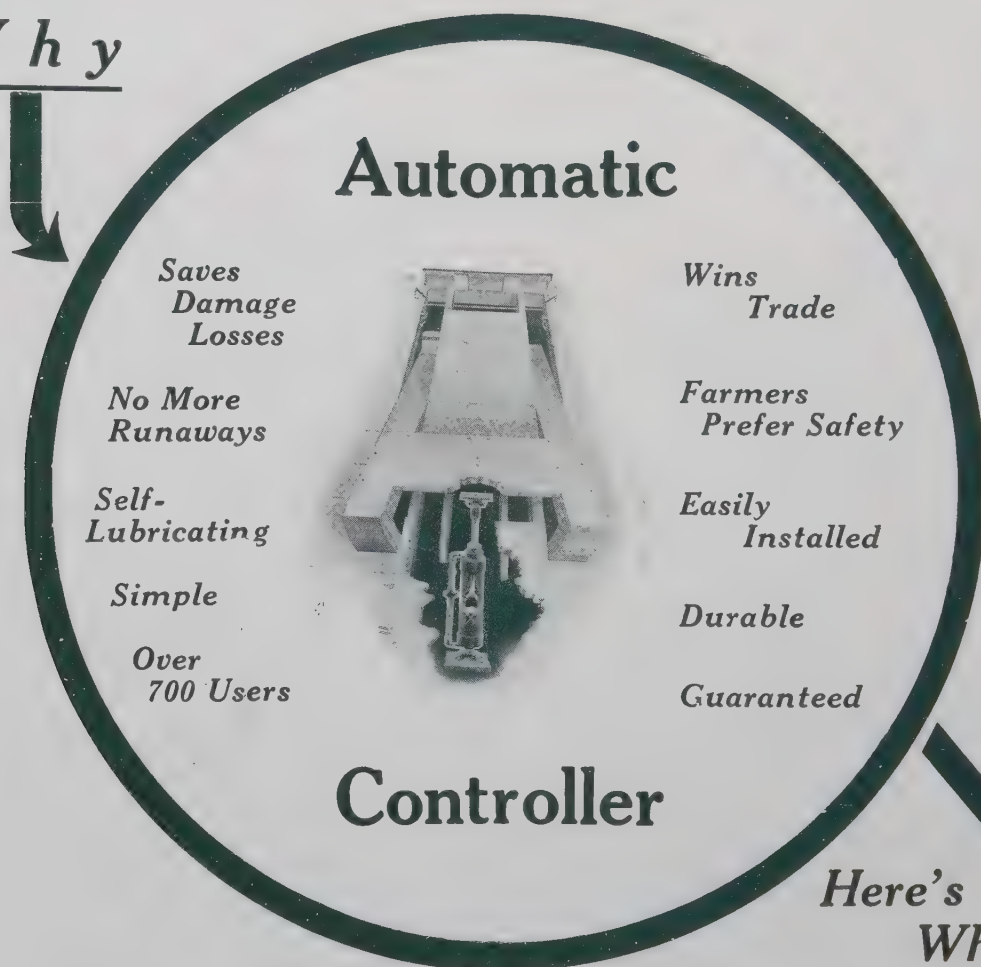 Automatic
Saves
Damage
Losses
No More
Runaways
Self-
Lubricating
Simple
Over
700 Users
Wins
Trade
Farmers
Prefer Safety
Easily
Installed
Durable
Guaranteed
Controller
Here's